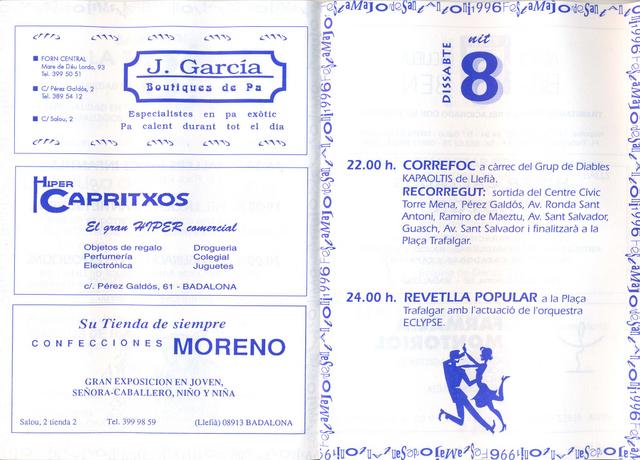 FORN CENTRAL
Mare de Déu Lorda, 93
Tel. 399 50 51
C/ Pérez Galdós, 2
Tel. 389 54 12
C/ Salou, 2
J. García
Boutiques de Pa
Especialistes en pa exòtic
Pa calent durant tot el dia
HIPER
CAPRITXOS
El gran HIPER comercial
Objetos de regalo
Perfumería
Electrónica
Drogueria
Colegial
Juguetes
c/. Pérez Galdós, 61 - BADALONA
Su Tienda de siempre
CONFECCIONES MORENO
GRAN EXPOSICION EN JOVEN,
SEÑORA-CABALLERO, NIÑO Y NIÑA
Salou, 2 tienda 2 Tel. 399 98 59 (Llefià) 08913 BADALONA
DISSABTE
nit
8
22.00 h. CORREFOC a càrrec del Grup de Diables
KAPAOLTIS de Llefià.
RECORREGUT: sortida del Centre Cívic
Torre Mena, Pérez Galdós, Av. Ronda Sant
Antoni, Ramiro de Maeztu, Av. Sant Salvador,
Guasch, Av. Sant Salvador i finalitzarà a la
Plaça Trafalgar.
24.00 h. REVETLLA POPULAR a la Plaça
Trafalgar amb l'actuació de l'orquestra
ECLYPSE.